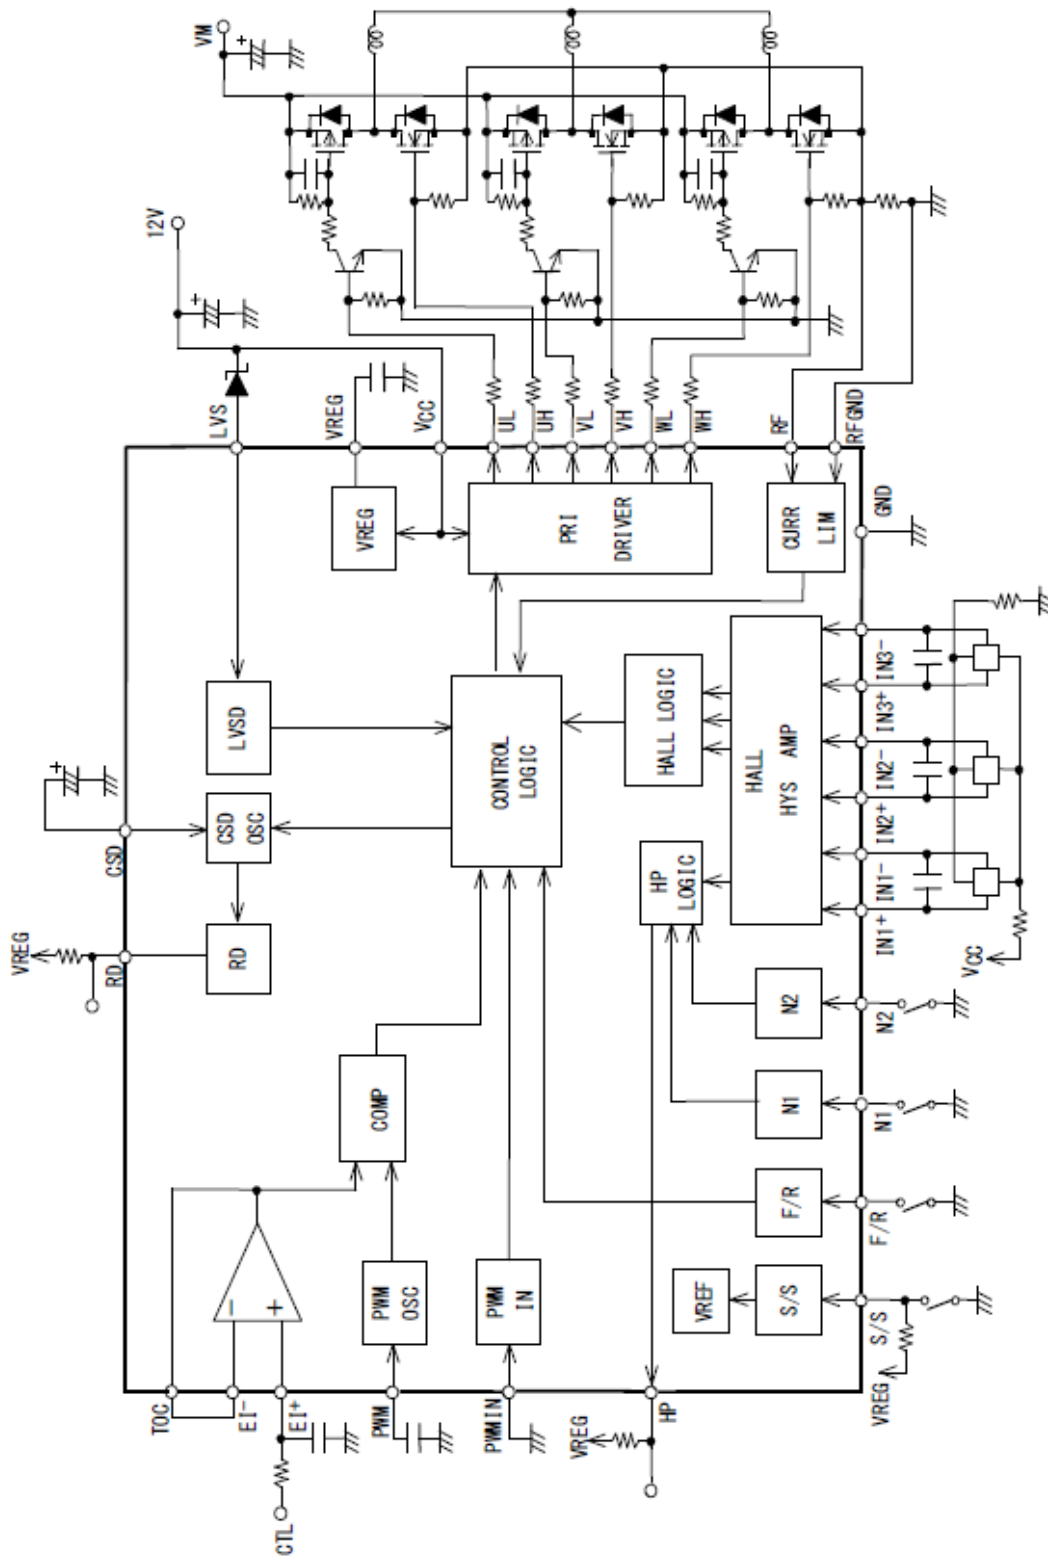 VM
12V
LVS
VREG
VCC
UL
UH
VL
VH
WL
WH
RF
RFGND
GND
VREG
PRI
DRIVER
CURR
LIM
LVSD
CSD
OSC
RD
CONTROL
LOGIC
HALL LOGIC
HALL
HYS AMP
HP
LOGIC
IN3-
IN3+
IN2-
IN2+
IN1-
IN1+
VCC
CSD
VREG
RD
COMP
N2
N2
N1
N1
F/R
F/R
S/S
S/S
VREF
VREG
PWM
OSC
PWM
IN
TOC
EI-
EI+
CTL
PWM
PWMIN
VREG
HP
+
+
+
-
+